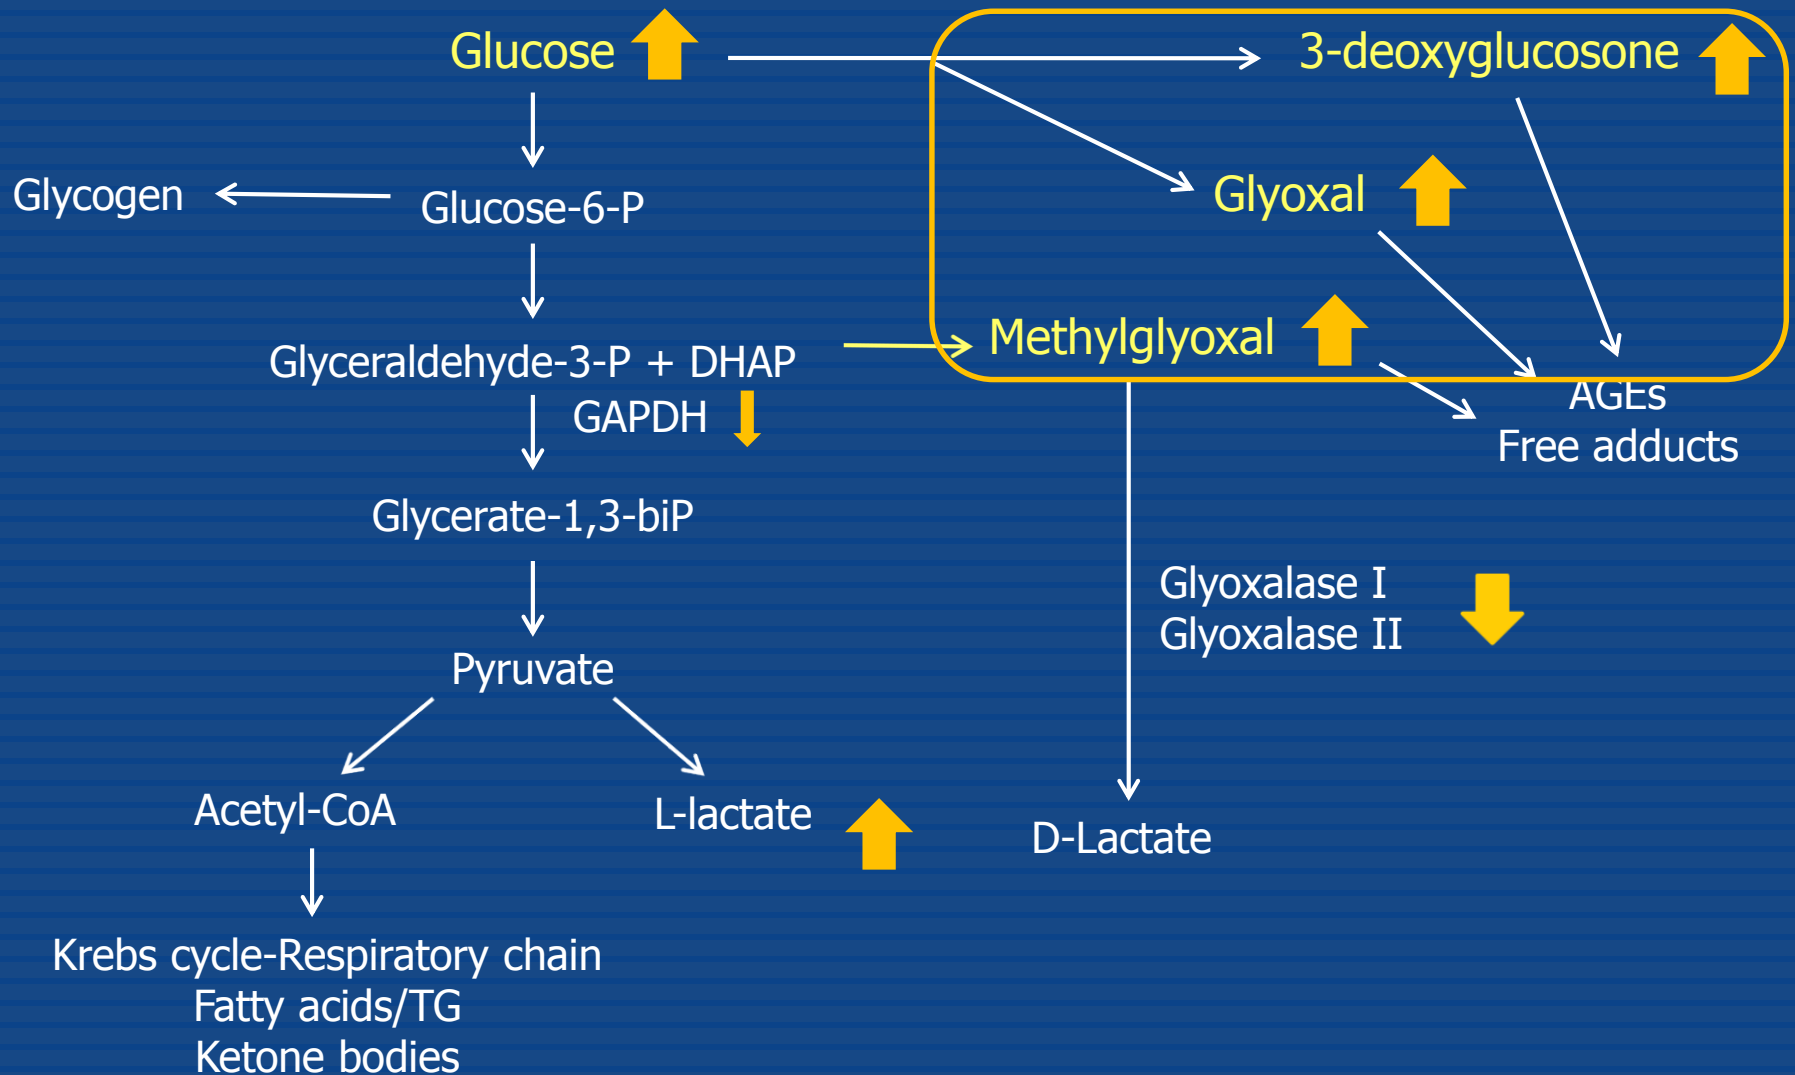 Glucose
3-deoxyglucosone
Glycogen
Glucose-6-P
Glyoxal
Glyceraldehyde-3-P + DHAP
Methylglyoxal
GAPDH
AGEs
Free adducts
Glycerate-1,3-biP
Glyoxalase I
Glyoxalase II
Pyruvate
Acetyl-CoA
L-lactate
D-Lactate
Krebs cycle-Respiratory chain
Fatty acids/TG
Ketone bodies